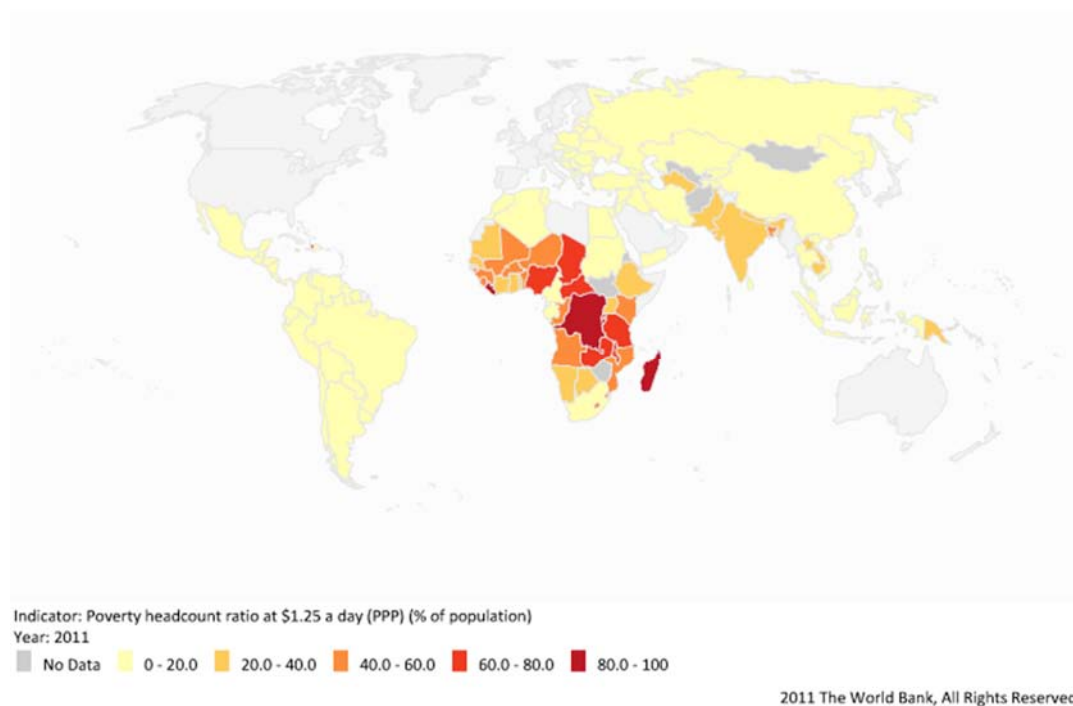 Indicator: Poverty headcount ratio at $1.25 a day (PPP) (% of population)
Year: 2011
No Data 0 - 20.0 20.0 - 40.0 40.0 - 60.0 60.0 - 80.0 80.0 - 100
2011 The World Bank, All Rights Reserved